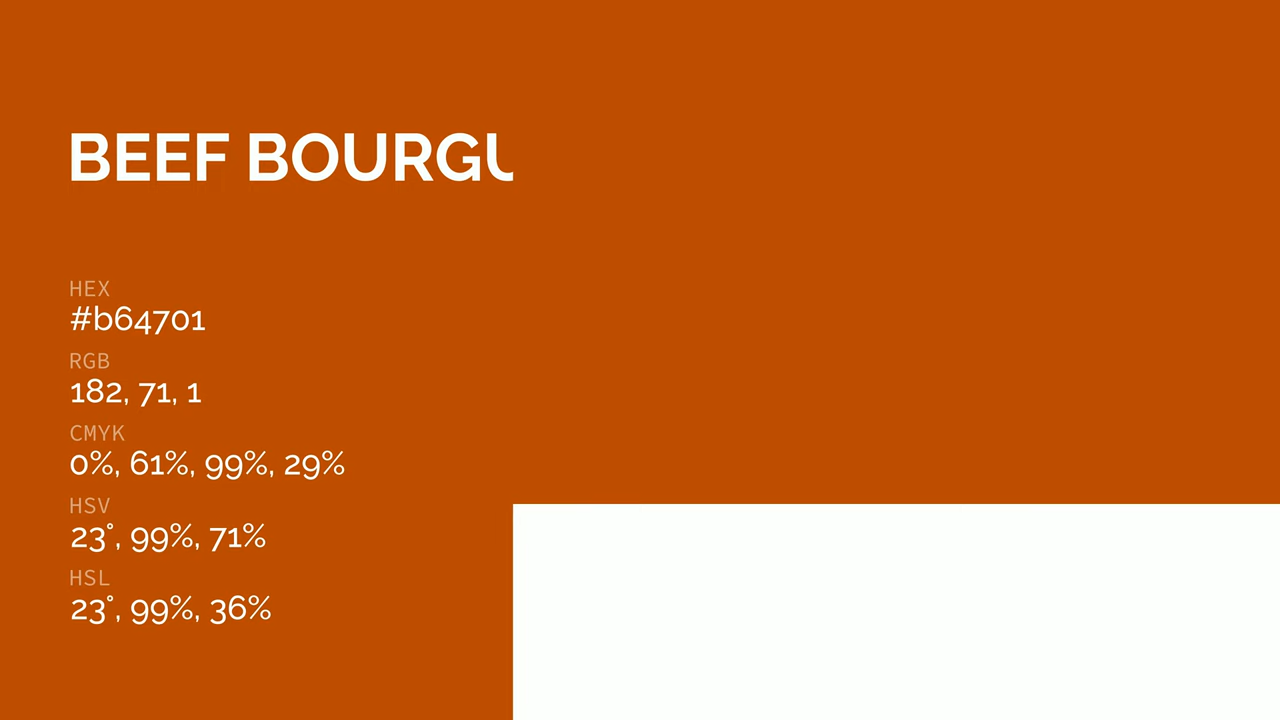 BEEF
HEX
#b64701
RGB
182, 71, 1
CMYK
0%, 61%, 99%, 29%
HSV
23°, 99%, 71%
HSL
23°, 99%, 36%